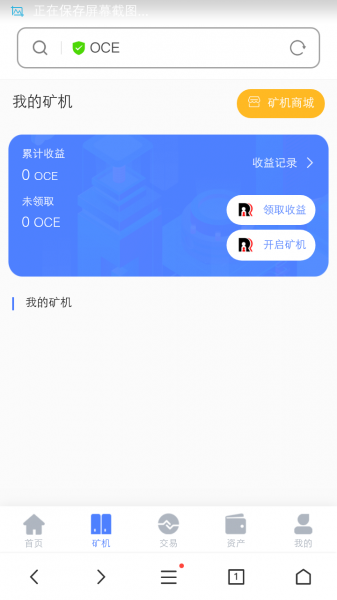 正在保存屏幕截图...
OCE
我的矿机
矿机商城
累计收益
0 OCE
收益记录
未领取
0 OCE
领取收益
开启矿机
我的矿机
首页
矿机
交易
资产
我的
1